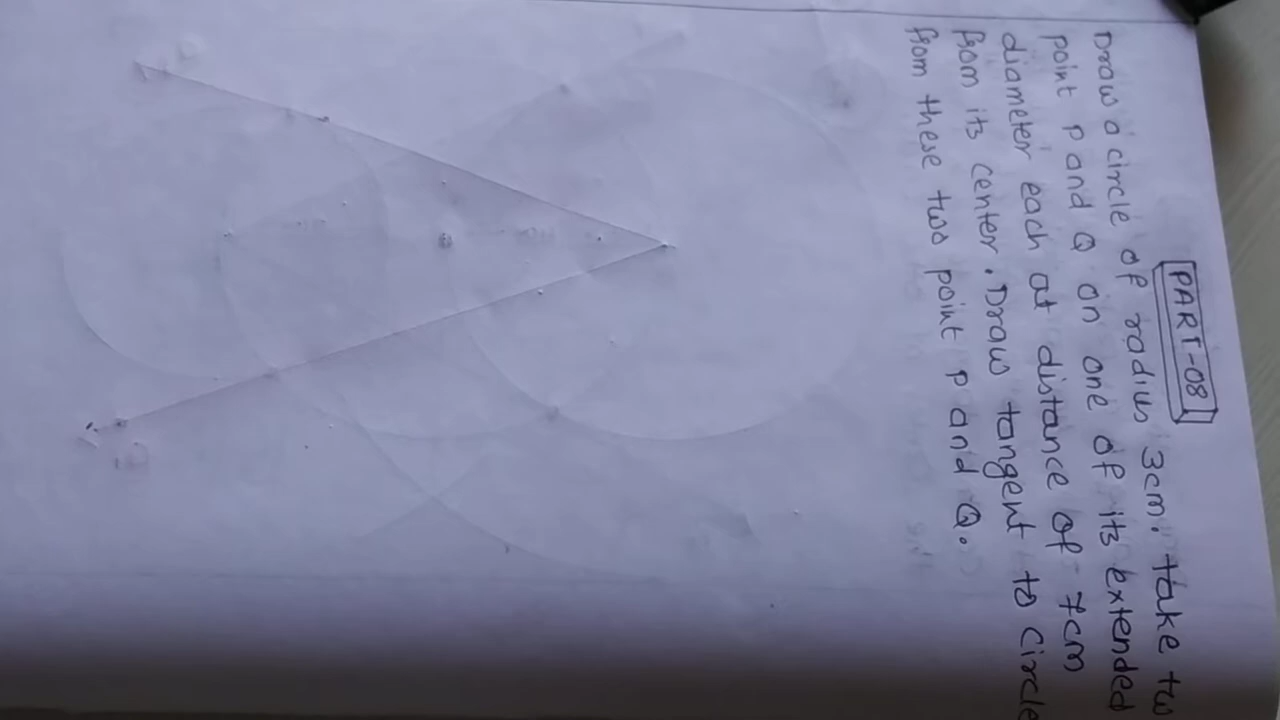 PART-08
Draw a circle of radius 3cm. take tw
point P and Q on one of its extended
diameter each at distance of 7cm
from its center. Draw tangent to circle
from these two point P and Q.